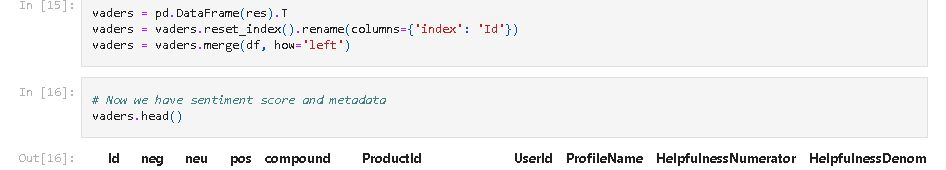 In [15]: vaders = pd.DataFrame(res).T
vaders = vaders.reset_index().rename(columns={'index': 'Id'})
vaders = vaders.merge(df, how='left')
In [16]: # Now we have sentiment score and metadata
vaders.head()
Out[16]: Id neg neu pos compound ProductId UserId ProfileName HelpfulnessNumerator HelpfulnessDenom